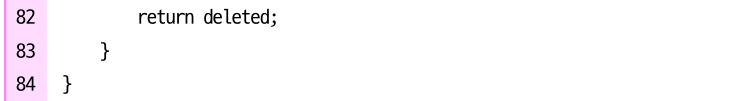 82        return deleted;
83    }
84 }